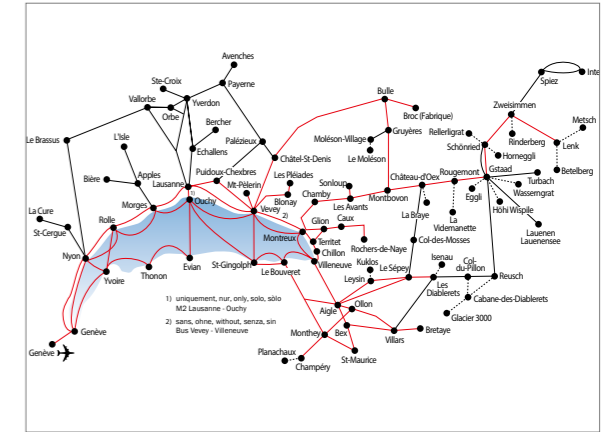 Avenches
Ste-Croix
Payerne
Vallorbe
Yverdon
Orbe
Bercher
Le Brassus
L'Isle
Echallens
Palézieux
Châtel-St-Denis
Bulle
Broc (Fabrique)
Moléson-Village
Gruyères
Le Moléson
Spiez
Inte
Zweisimmen
Metsch
Rellerligrat
Rinderberg
Schönried
Lenk
Horneggli
Betelberg
Bière
Apples
Lausanne
Puidoux-Chexbres
Mt-Pèlerin
Les Pléiades
Blonay
Sonloup
Chamby
Les Avants
Montbovon
Château-d'Oex
Rougemont
Gstaad
Turbach
Wasserngrat
Eggli
Höhi Wispile
Lauenen
Lauenensee
La Braye
La
Videmanette
Morges
1)
Ouchy
Vevey
2)
La Cure
St-Cergue
Rolle
Nyon
Glion
Caux
Montreux
Territet
Chillon
Rochers-de-Naye
Villeneuve
Col-des-Mosses
Kuklos
Leysin
Le Sépey
Isenau
Col-
du-Pillon
Reusch
Les
Diablerets
Cabane-des-Diablerets
Glacier 3000
Yvoire
Thonon
Evian
St-Gingolph
Le Bouveret
Aigle
Ollon
Genève
Genève
1) uniquement, nur, only, solo, sòlo
M2 Lausanne - Ouchy
2) sans, ohne, without, senza, sin
Bus Vevey - Villeneuve
Monthey
Bex
Villars
Bretaye
Planachaux
St-Maurice
Champéry